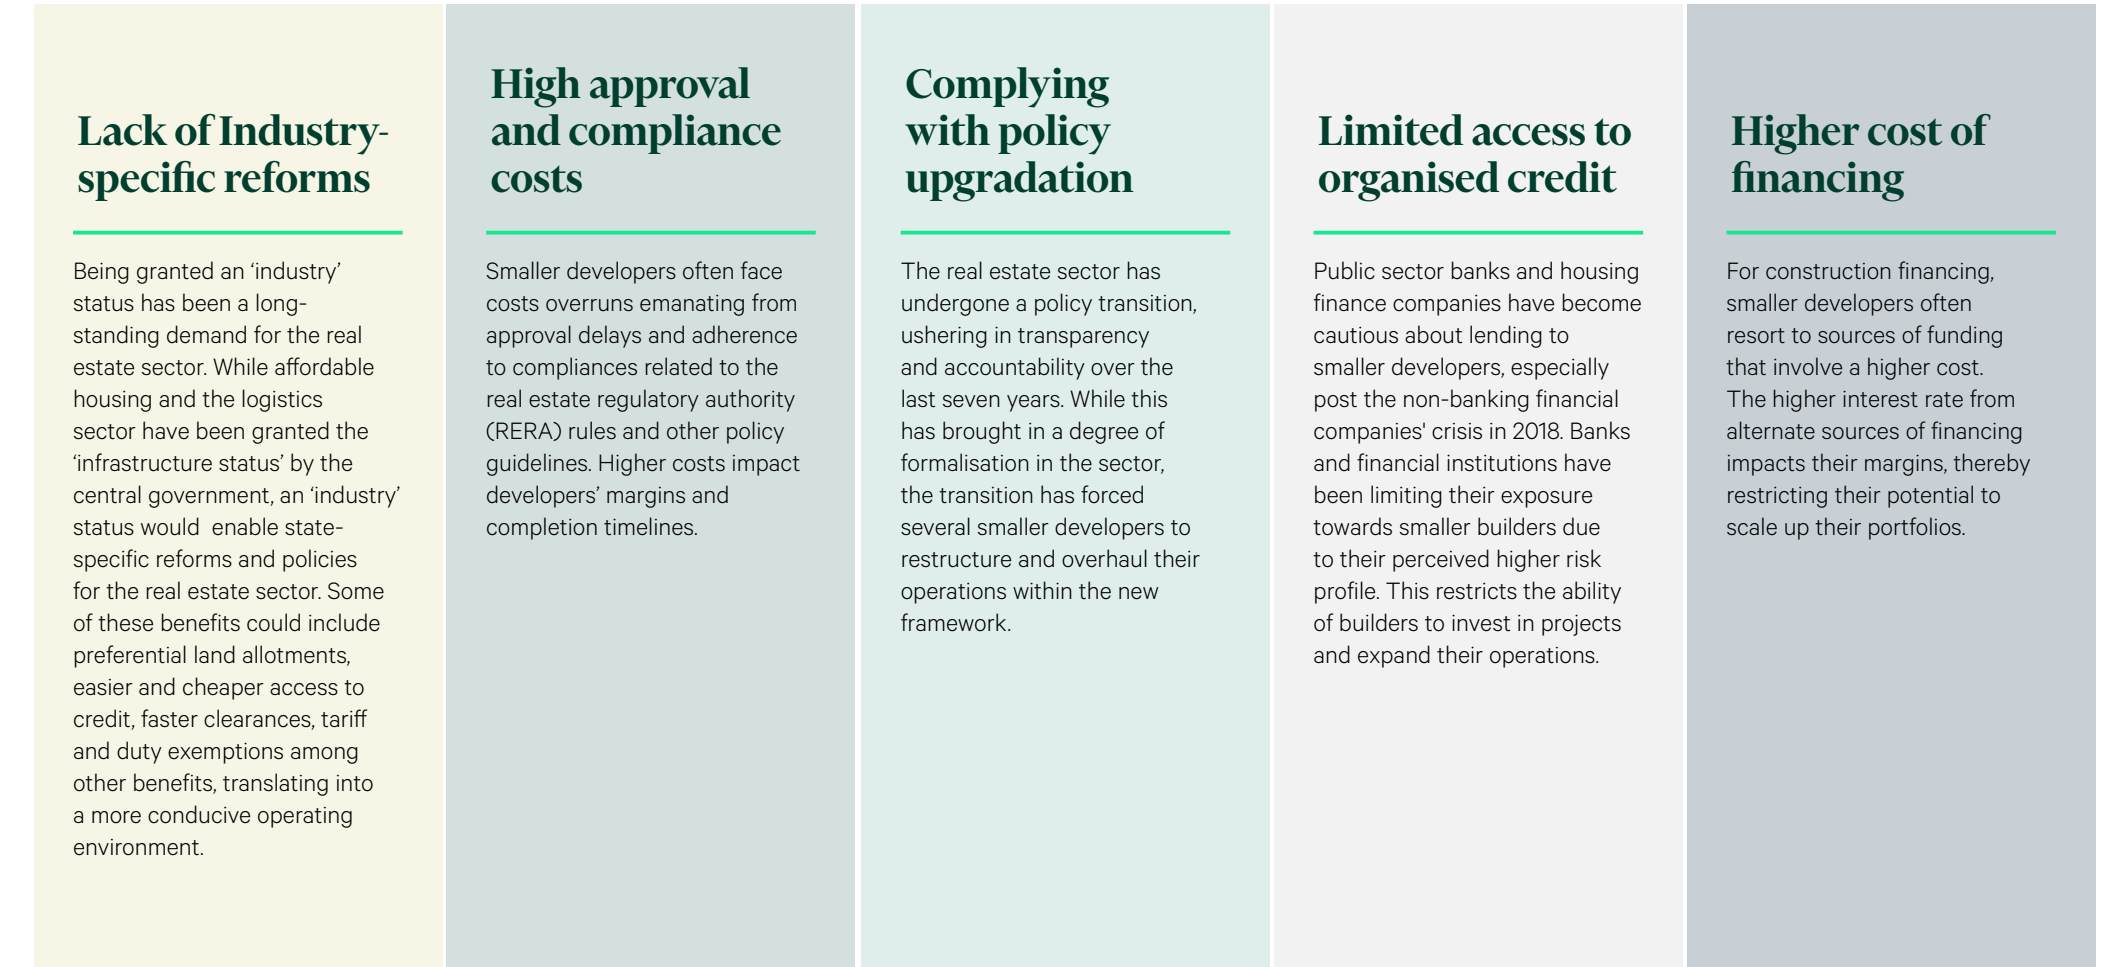 Lack of Industry-
specific reforms
Being granted an ‘industry’
status has been a long-
standing demand for the real
estate sector. While affordable
housing and the logistics
sector have been granted the
‘infrastructure status’ by the
central government, an ‘industry’
status would  enable state-
specific reforms and policies
for the real estate sector. Some
of these benefits could include
preferential land allotments,
easier and cheaper access to
credit, faster clearances, tariff
and duty exemptions among
other benefits, translating into
a more conducive operating
environment.
High approval
and compliance
costs
Smaller developers often face
costs overruns emanating from
approval delays and adherence
to compliances related to the
real estate regulatory authority
(RERA) rules and other policy
guidelines. Higher costs impact
developers’ margins and
completion timelines.
Complying
with policy
upgradation
The real estate sector has
undergone a policy transition,
ushering in transparency
and accountability over the
last seven years. While this
has brought in a degree of
formalisation in the sector,
the transition has forced
several smaller developers to
restructure and overhaul their
operations within the new
framework.
Limited access to
organised credit
Public sector banks and housing
finance companies have become
cautious about lending to
smaller developers, especially
post the non-banking financial
companies' crisis in 2018. Banks
and financial institutions have
been limiting their exposure
towards smaller builders due
to their perceived higher risk
profile. This restricts the ability
of builders to invest in projects
and expand their operations.
Higher cost of
financing
For construction financing,
smaller developers often
resort to sources of funding
that involve a higher cost.
The higher interest rate from
alternate sources of financing
impacts their margins, thereby
restricting their potential to
scale up their portfolios.